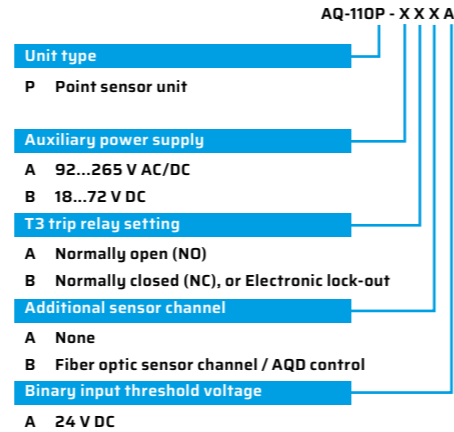 AQ-110P - X X X A
Unit type
P Point sensor unit
Auxiliary power supply
A 92...265 V AC/DC
B 18...72 V DC
T3 trip relay setting
A Normally open (NO)
B Normally closed (NC), or Electronic lock-out
Additional sensor channel
A None
B Fiber optic sensor channel / AQD control
Binary input threshold voltage
A 24 V DC